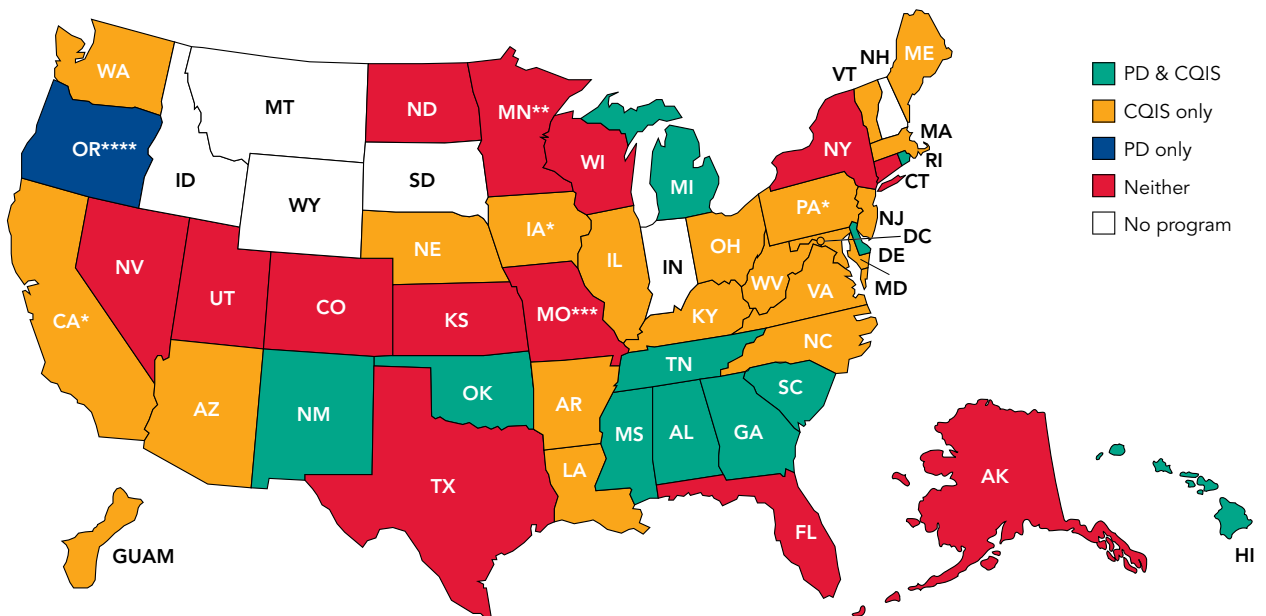 NH
ME
VT
WA
MT
ND
MN**
PD & CQIS
CQIS only
PD only
Neither
No program
OR****
ID
WY
SD
WI
MI
NY
MA
RI
CT
NV
UT
CO
NE
IA*
IL
IN
OH
PA*
NJ
DC
DE
MD
WV
VA
CA*
KS
MO***
KY
NC
TN
AZ
NM
OK
AR
MS
AL
GA
SC
TX
LA
FL
AK
HI
GUAM